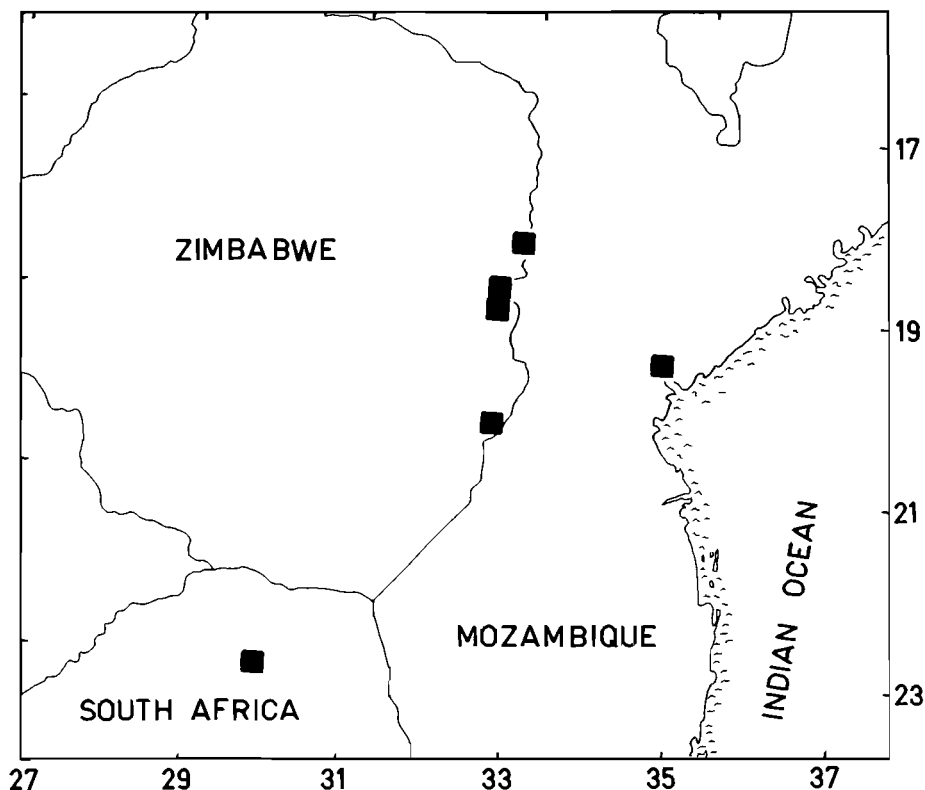 17
ZIMBABWE
19
21
INDIAN OCEAN
MOZAMBIQUE
23
SOUTH AFRICA
27 29 31 33 35 37